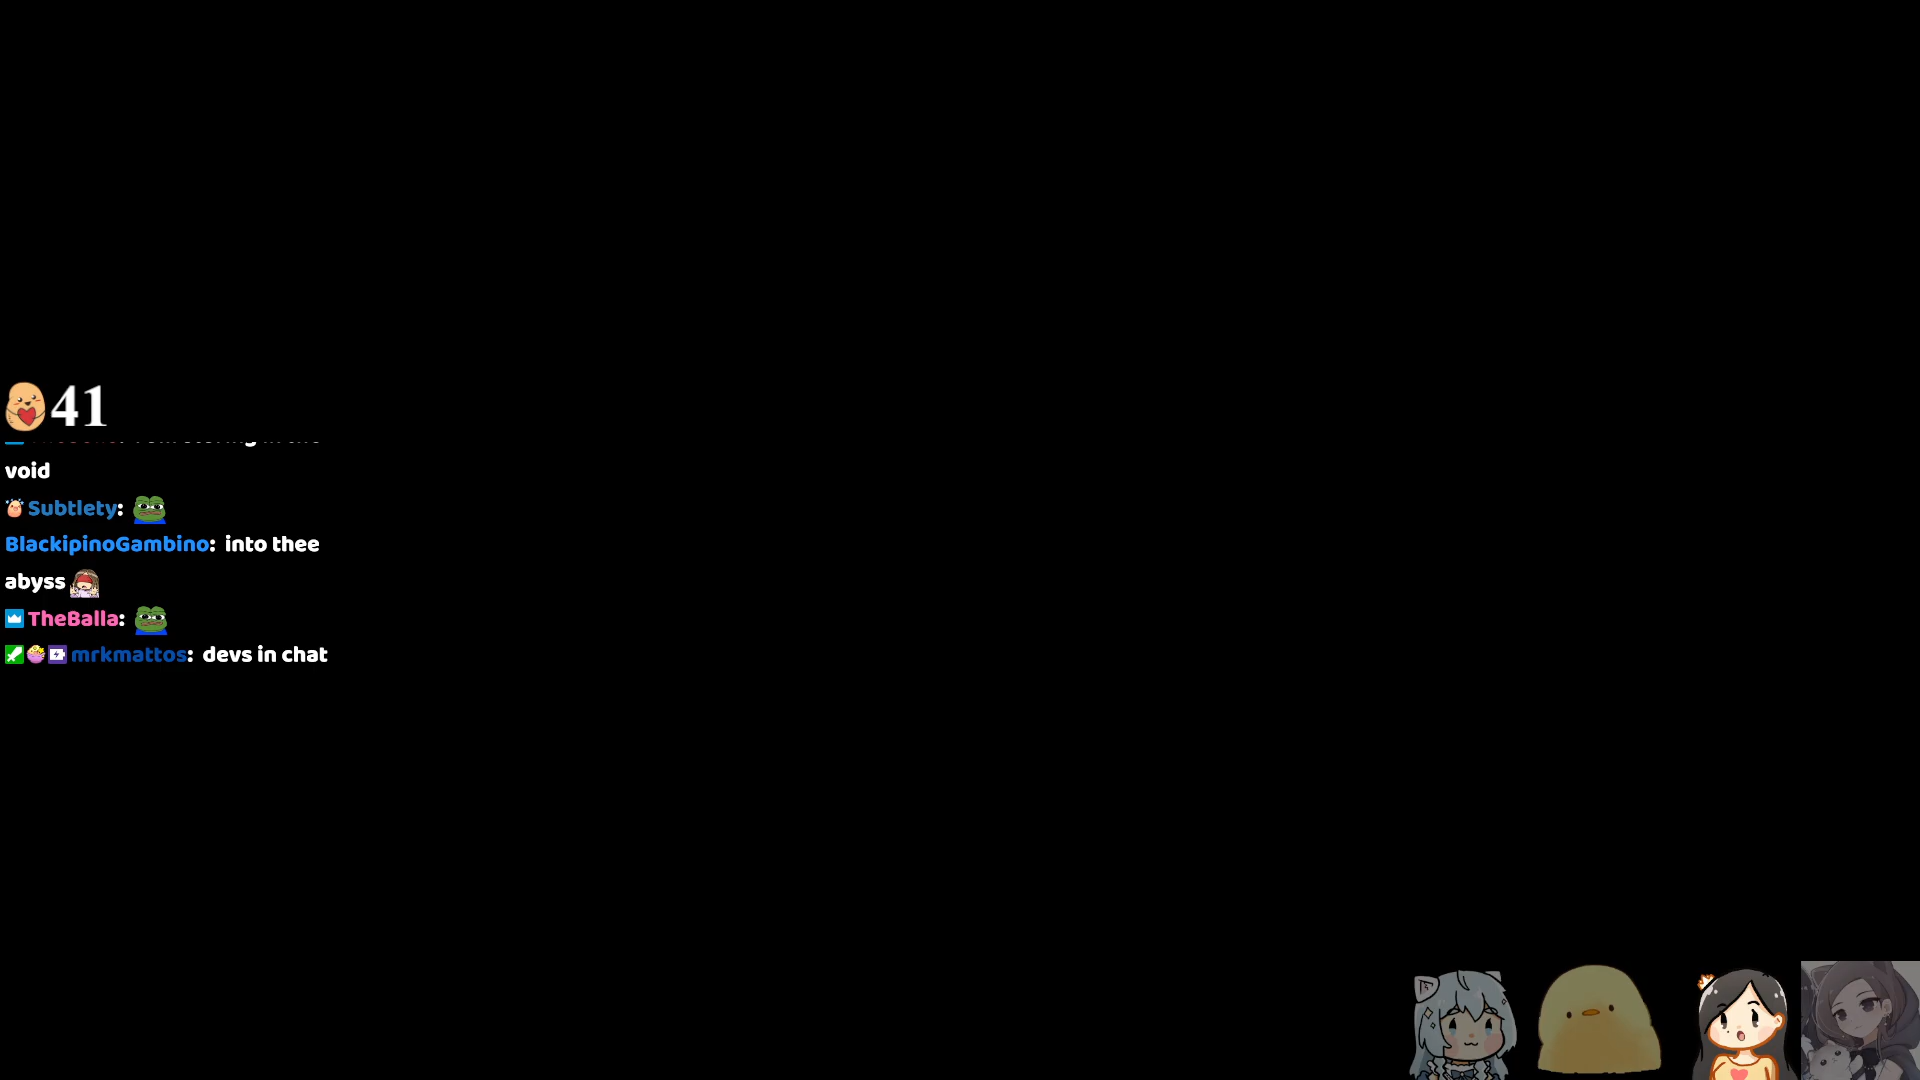 41
void
Subtlety:
BlackipinoGambino: into thee
abyss
TheBalla:
mrkmattos: devs in chat